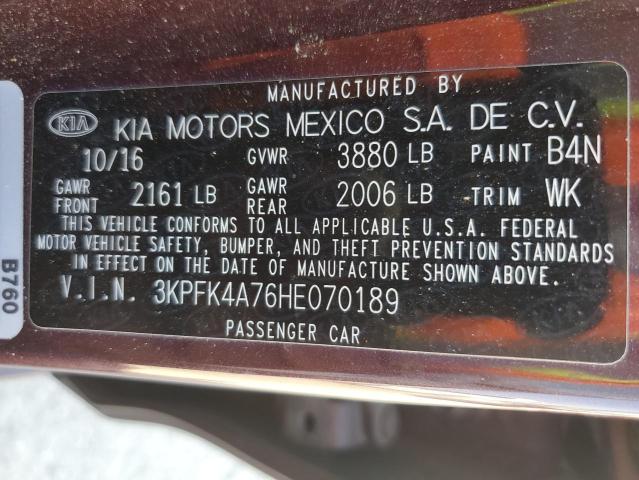 MANUFACTURED BY
KIA KIA MOTORS MEXICO S.A. DE C.V.
10/16 GVWR 3880 LB PAINT B4N
GAWR FRONT 2161 LB GAWR REAR 2006 LB TRIM WK
THIS VEHICLE CONFORMS TO ALL APPLICABLE U.S.A. FEDERAL
MOTOR VEHICLE SAFETY, BUMPER, AND THEFT PREVENTION STANDARDS
IN EFFECT ON THE DATE OF MANUFACTURE SHOWN ABOVE.
V.I.N. 3KPFK4A76HE070189
PASSENGER CAR
B760